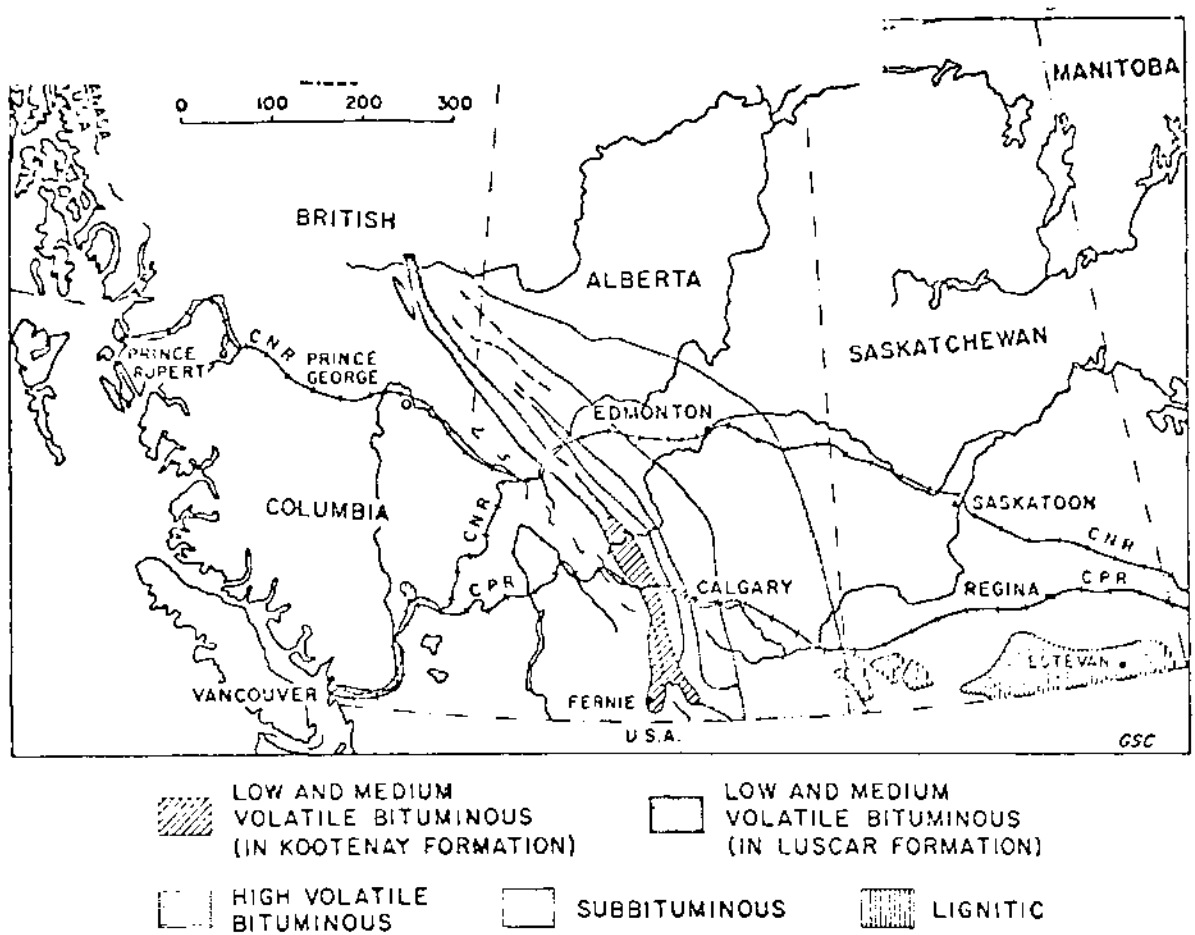 MANITOBA
0 100 200 300
BRITISH
ALBERTA
SASKATCHEWAN
PRINCE
RUPERT
CNR
PRINCE
GEORGE
EDMONTON
COLUMBIA
CNR
SASKATOON
CNR
CPR
CALGARY
REGINA
CPR
ESTEVAN
VANCOUVER
FERNIE
U.S.A.
GSC
LOW AND MEDIUM
VOLATILE BITUMINOUS
(IN KOOTENAY FORMATION)
LOW AND MEDIUM
VOLATILE BITUMINOUS
(IN LUSCAR FORMATION)
HIGH VOLATILE
BITUMINOUS
SUBBITUMINOUS
LIGNITIC